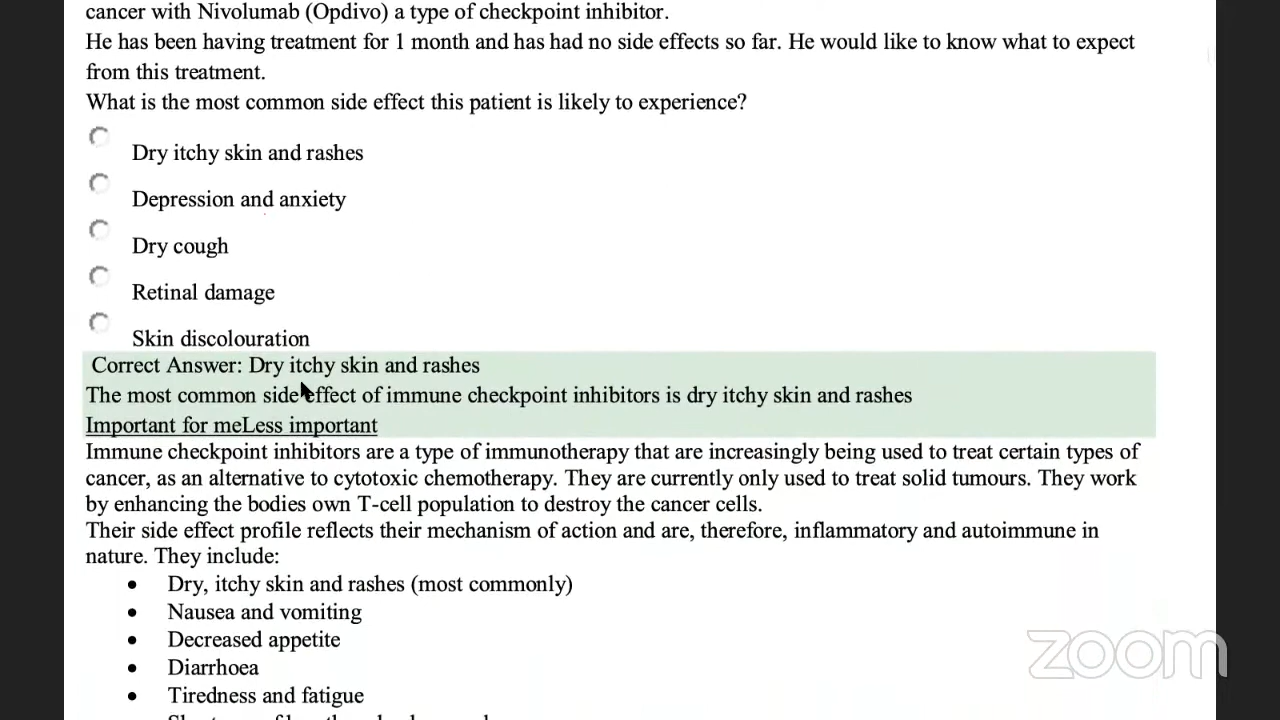 cancer with Nivolumab (Opdivo) a type of checkpoint inhibitor.
He has been having treatment for 1 month and has had no side effects so far. He would like to know what to expect
from this treatment.
What is the most common side effect this patient is likely to experience?
Dry itchy skin and rashes
Depression and anxiety
Dry cough
Retinal damage
Skin discolouration
Correct Answer: Dry itchy skin and rashes
The most common side effect of immune checkpoint inhibitors is dry itchy skin and rashes
Important for meLess important
Immune checkpoint inhibitors are a type of immunotherapy that are increasingly being used to treat certain types of
cancer, as an alternative to cytotoxic chemotherapy. They are currently only used to treat solid tumours. They work
by enhancing the bodies own T-cell population to destroy the cancer cells.
Their side effect profile reflects their mechanism of action and are, therefore, inflammatory and autoimmune in
nature. They include:
• Dry, itchy skin and rashes (most commonly)
• Nausea and vomiting
• Decreased appetite
• Diarrhoea
• Tiredness and fatigue
zoom